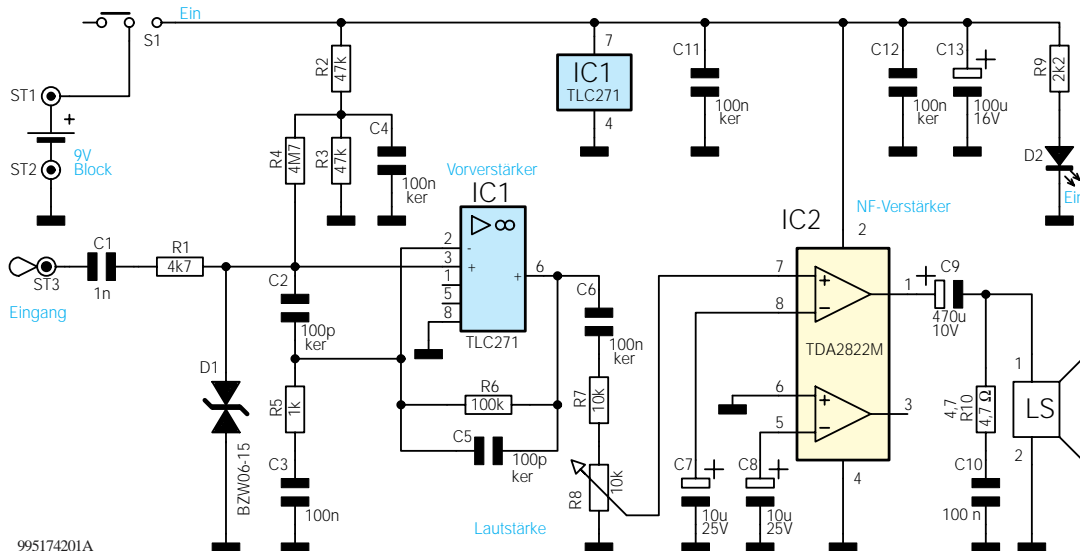 Ein
S1
ST1
+
9V
Block
ST2
R2
47k
R4
4M7
R3
47k
C4
100n
ker
7
IC1
TLC271
4
C11
100n
ker
C12
100n
ker
C13
+
100u
16V
R9
2k2
D2
Ein
Vorverstärker
IC1
▷ 8
2
-
3
+
1
5
8
6
+
TLC271
ST3
Eingang
C1
1n
R1
4k7
C2
100p
ker
D1
BZW06-15
R5
1k
C3
100n
R6
100k
C5
100p
ker
C6
100n
ker
R7
10k
R8
10k
Lautstärke
NF-Verstärker
IC2
2
7
+
8
−
1
TDA2822M
6
+
5
−
3
4
C7
+
10u
25V
C8
+
10u
25V
+
C9
470u
10V
4,7
R10
4,7 Ω
C10
100 n
1
LS
2
995174201A